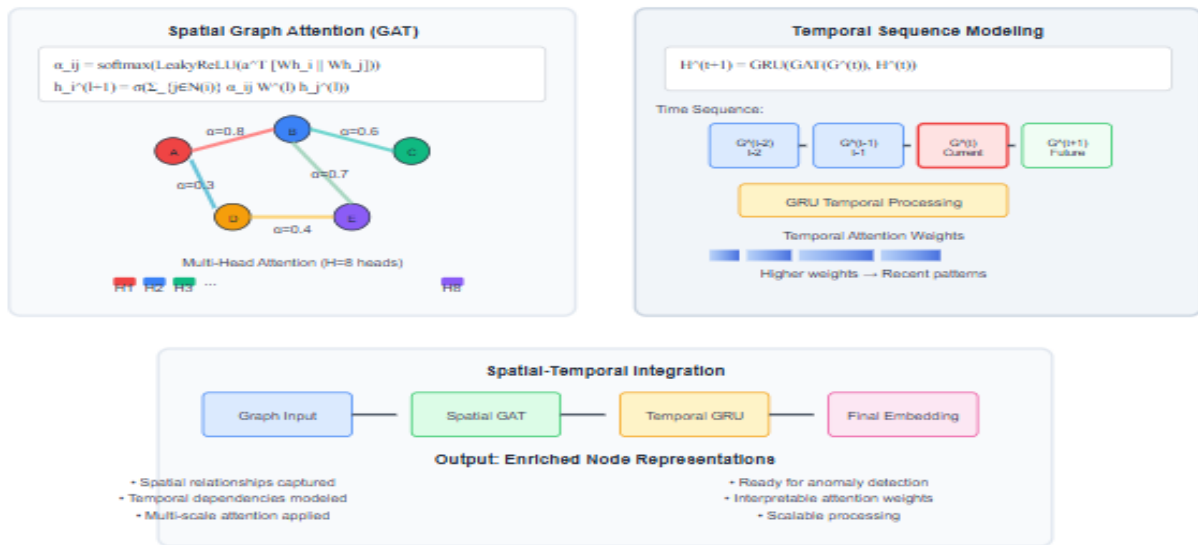 Spatial Graph Attention (GAT)
α_ij = softmax(LeakyReLU(a^T [Wh_i || Wh_j]))
h_i^(l+1) = σ(Σ_{j∈N(i)} α_ij W^(l) h_j^(l))
α=0.8
B
α=0.6
A
C
α=0.7
α=0.3
D
E
α=0.4
Multi-Head Attention (H=8 heads)
H1 H2 H3 ... H8
Temporal Sequence Modeling
H^(t+1) = GRU(GAT(G^(t)), H^(t))
Time Sequence:
G^(t-2) G^(t-1) G^(t) G^(t+1)
t-2 t-1 Current Future
GRU Temporal Processing
Temporal Attention Weights
Higher weights → Recent patterns
Spatial-Temporal Integration
Graph Input Spatial GAT Temporal GRU Final Embedding
Output: Enriched Node Representations
• Spatial relationships captured
• Temporal dependencies modeled
• Multi-scale attention applied
• Ready for anomaly detection
• Interpretable attention weights
• Scalable processing